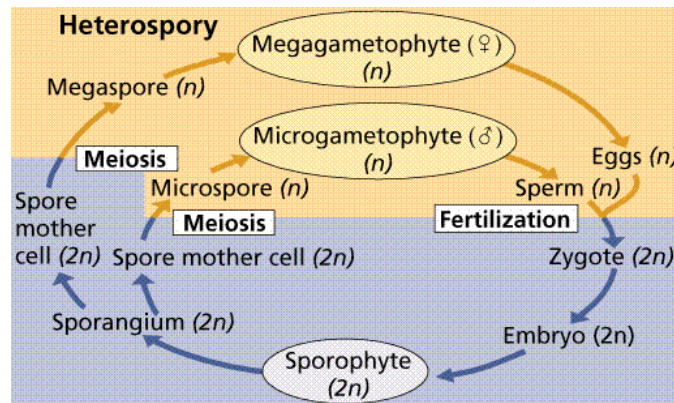 Heterospory
Megagametophyte (♀)
(n)
Megaspore (n)
Microgametophyte (♂)
(n)
Meiosis
Eggs (n)
Microspore (n)
Sperm (n)
Spore
mother
cell (2n)
Meiosis
Fertilization
Spore mother cell (2n)
Zygote (2n)
Sporangium (2n)
Embryo (2n)
Sporophyte
(2n)